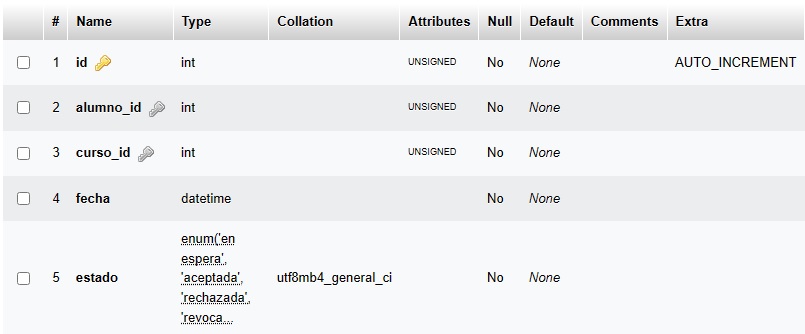 # Name Type Collation Attributes Null Default Comments Extra
1 id int UNSIGNED No None AUTO_INCREMENT
2 alumno_id int UNSIGNED No None
3 curso_id int UNSIGNED No None
4 fecha datetime No None
enum('en
espera',
5 estado 'aceptada', utf8mb4_general_ci No None
'rechazada',
'revoca...